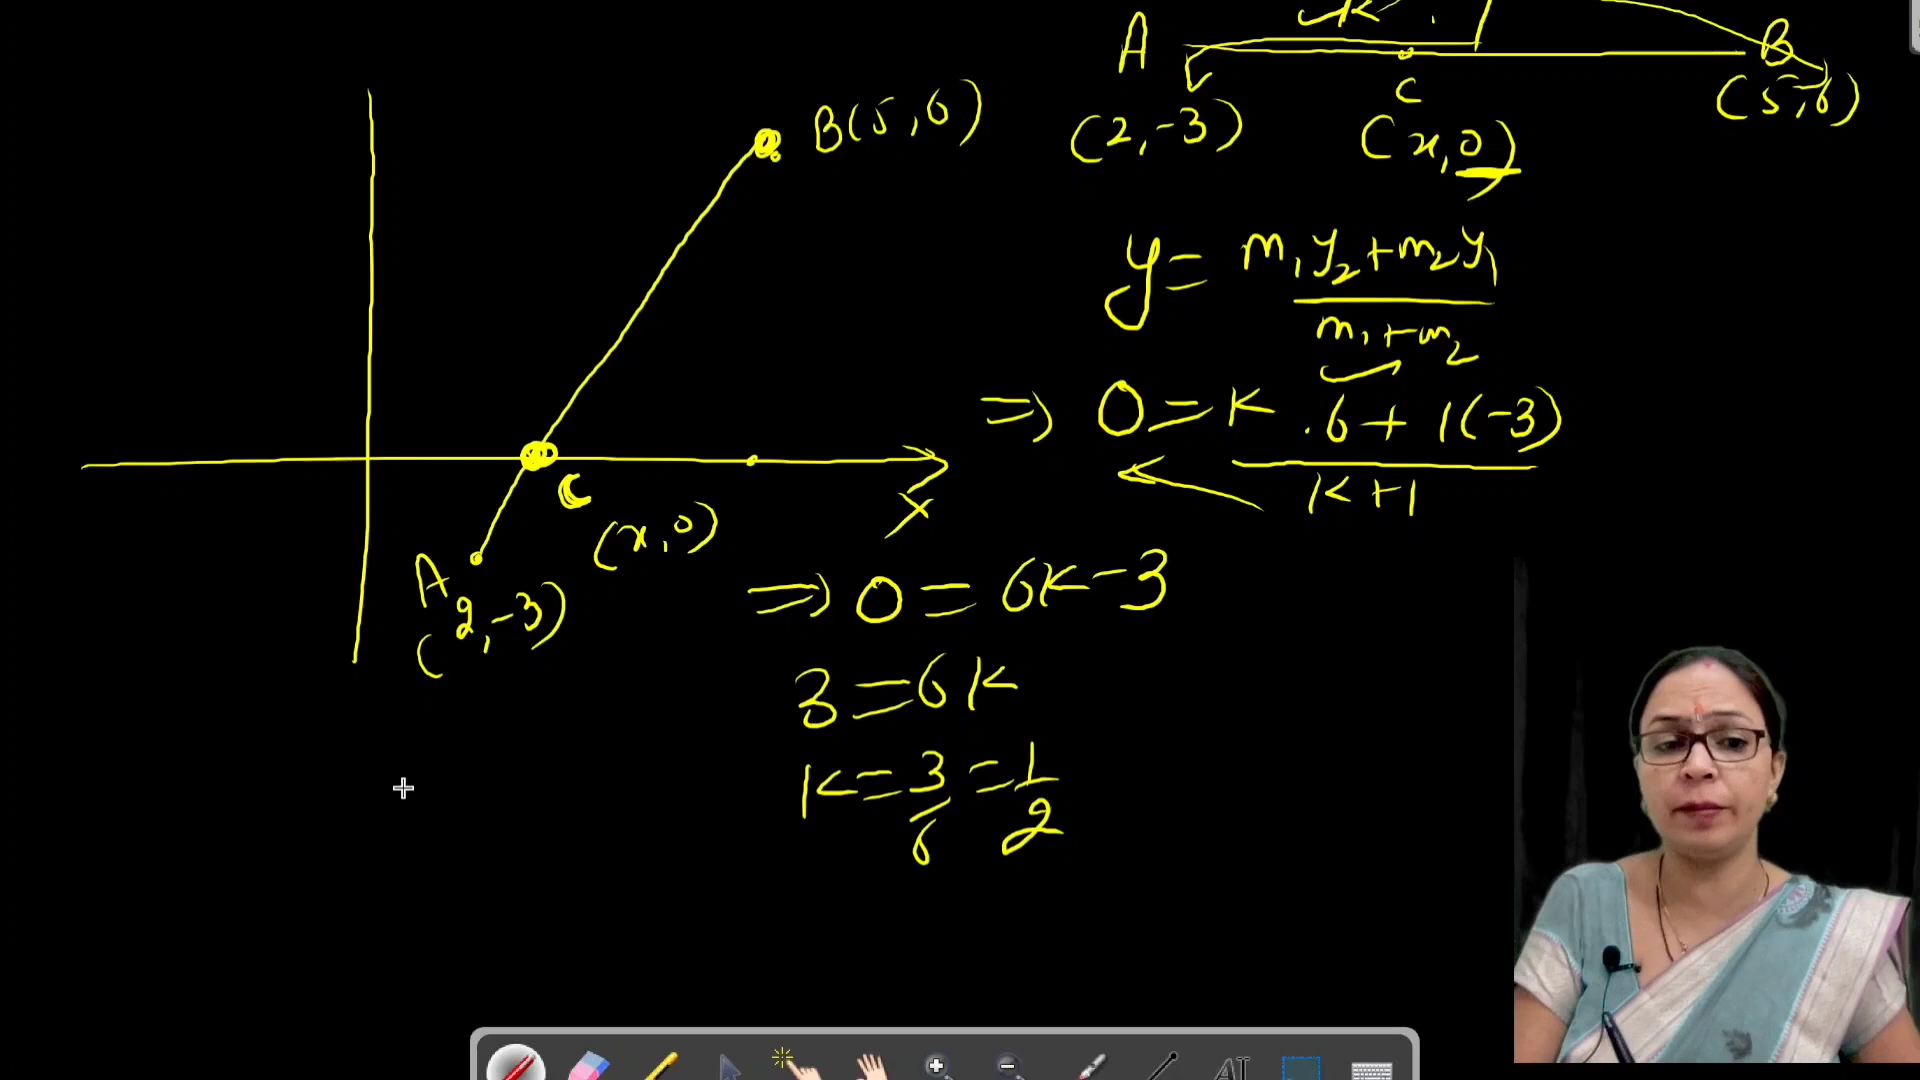 A
B
C
(2,-3)
(x,0)
(5,6)
B(5,6)
y = m₁y₂+m₂y₁
m₁+m₂
⇒ 0 = K .6 + 1(-3)
K+1
C
(x,0)
X
A
(2,-3)
⇒ 0 = 6K-3
3 = 6K
K = 3/6 = 1/2